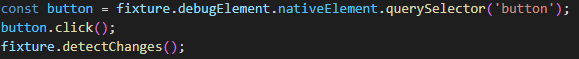 const button = fixture.debugElement.nativeElement.querySelector('button');
button.click();
fixture.detectChanges();